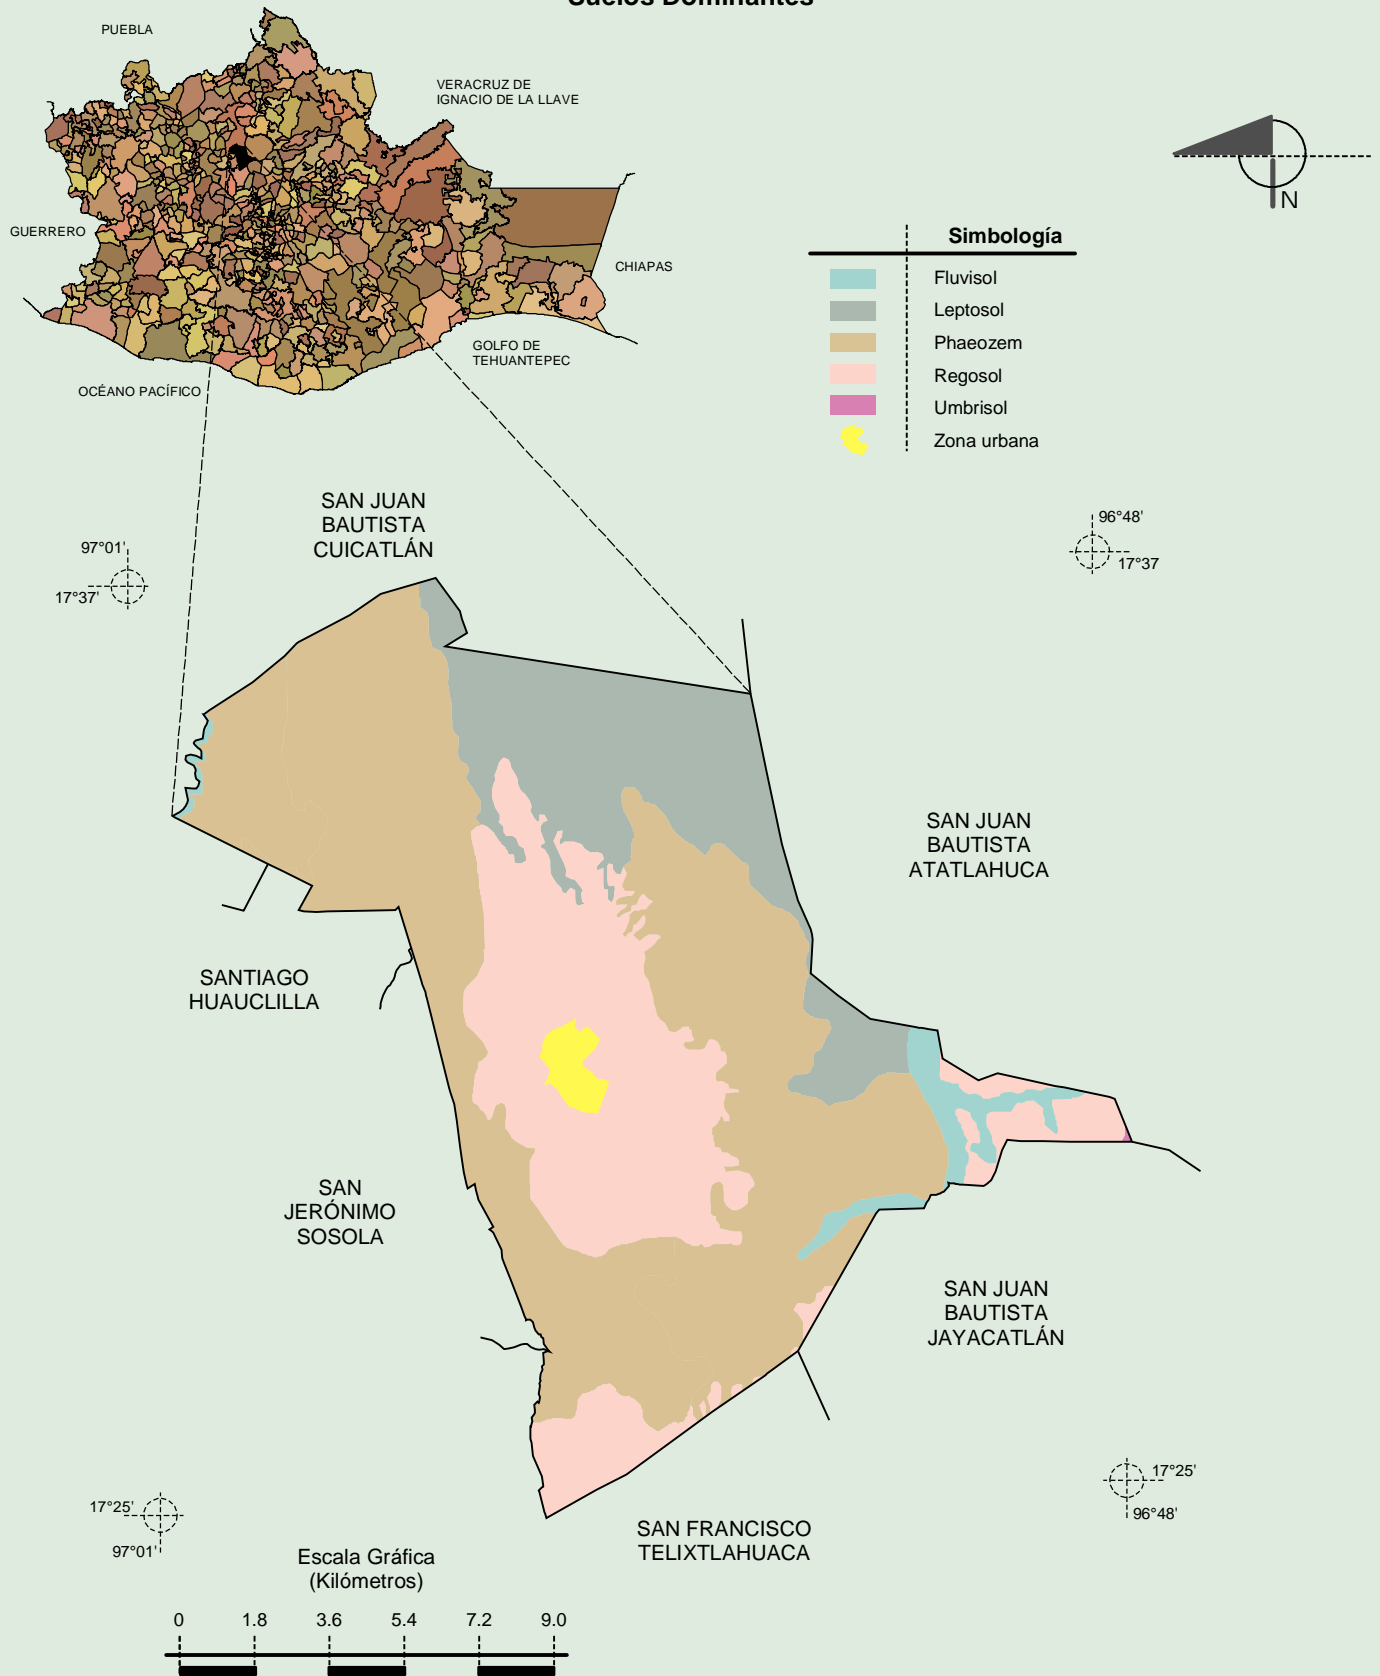 Suelos Dominantes
PUEBLA
VERACRUZ DE
IGNACIO DE LA LLAVE
GUERRERO
CHIAPAS
GOLFO DE
TEHUANTEPEC
OCÉANO PACÍFICO
N
Simbología
Fluvisol
Leptosol
Phaeozem
Regosol
Umbrisol
Zona urbana
SAN JUAN
BAUTISTA
CUICATLÁN
97°01'
17°37'
96°48'
17°37
SAN JUAN
BAUTISTA
ATATLAHUCA
SANTIAGO
HUAUCLILLA
SAN
JERÓNIMO
SOSOLA
SAN JUAN
BAUTISTA
JAYACATLÁN
17°25'
97°01'
17°25'
96°48'
SAN FRANCISCO
TELIXTLAHUACA
Escala Gráfica
(Kilómetros)
0 1.8 3.6 5.4 7.2 9.0